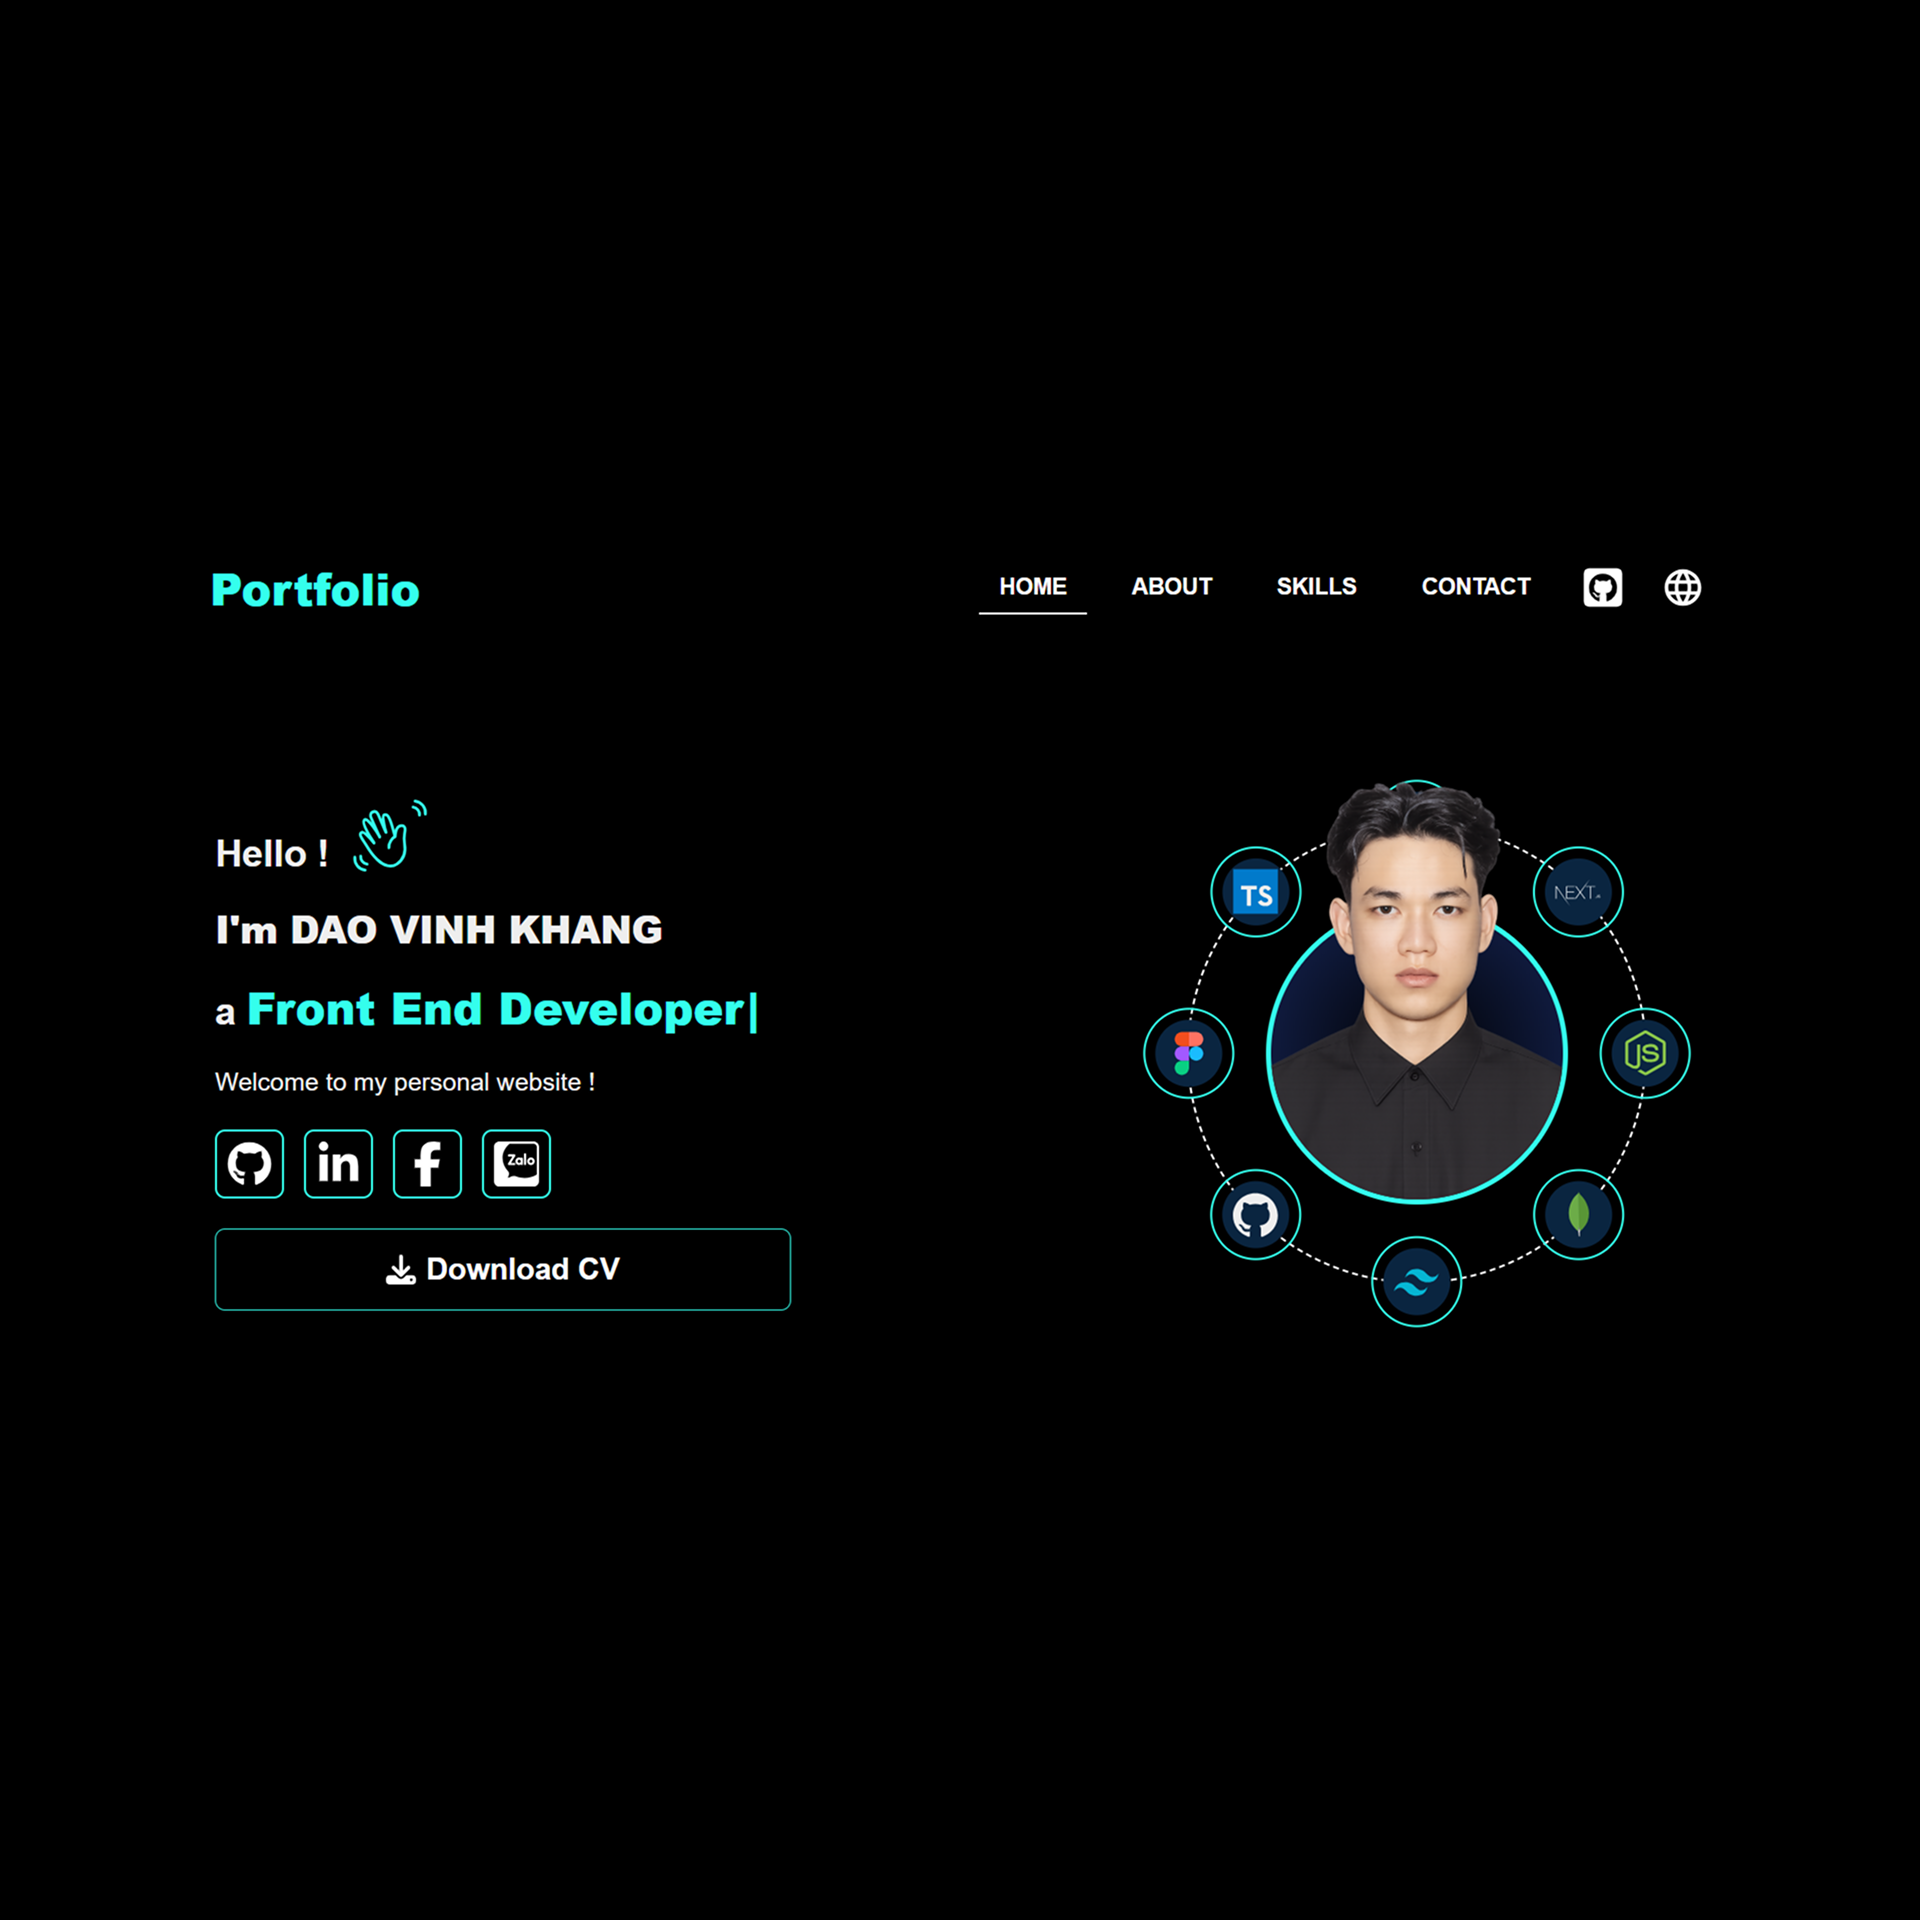 Portfolio
HOME ABOUT SKILLS CONTACT
Hello !
I'm DAO VINH KHANG
a Front End Developer|
Welcome to my personal website !
in f Zalo
Download CV
TS
NEXT.JS
JS